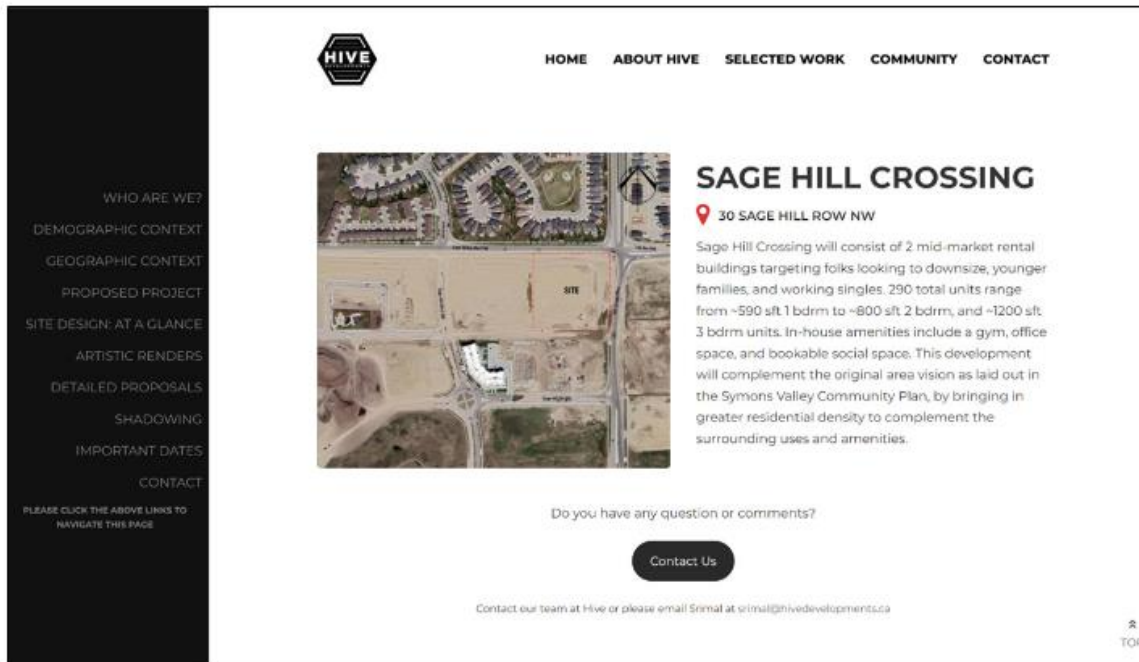 HIVE
DEVELOPMENTS
HOME ABOUT HIVE SELECTED WORK COMMUNITY CONTACT
WHO ARE WE?
DEMOGRAPHIC CONTEXT
GEOGRAPHIC CONTEXT
PROPOSED PROJECT
SITE DESIGN: AT A GLANCE
ARTISTIC RENDERS
DETAILED PROPOSALS
SHADOWING
IMPORTANT DATES
CONTACT
PLEASE CLICK THE ABOVE LINKS TO
NAVIGATE THIS PAGE
SITE
SAGE HILL CROSSING
30 SAGE HILL ROW NW
Sage Hill Crossing will consist of 2 mid-market rental
buildings targeting folks looking to downsize, younger
families, and working singles. 290 total units range
from ~590 sft 1 bdrm to ~800 sft 2 bdrm, and ~1200 sft
3 bdrm units. In-house amenities include a gym, office
space, and bookable social space. This development
will complement the original area vision as laid out in
the Symons Valley Community Plan, by bringing in
greater residential density to complement the
surrounding uses and amenities.
Do you have any question or comments?
Contact Us
Contact our team at Hive or please email Srimal at srimal@hivedevelopments.ca
TOP